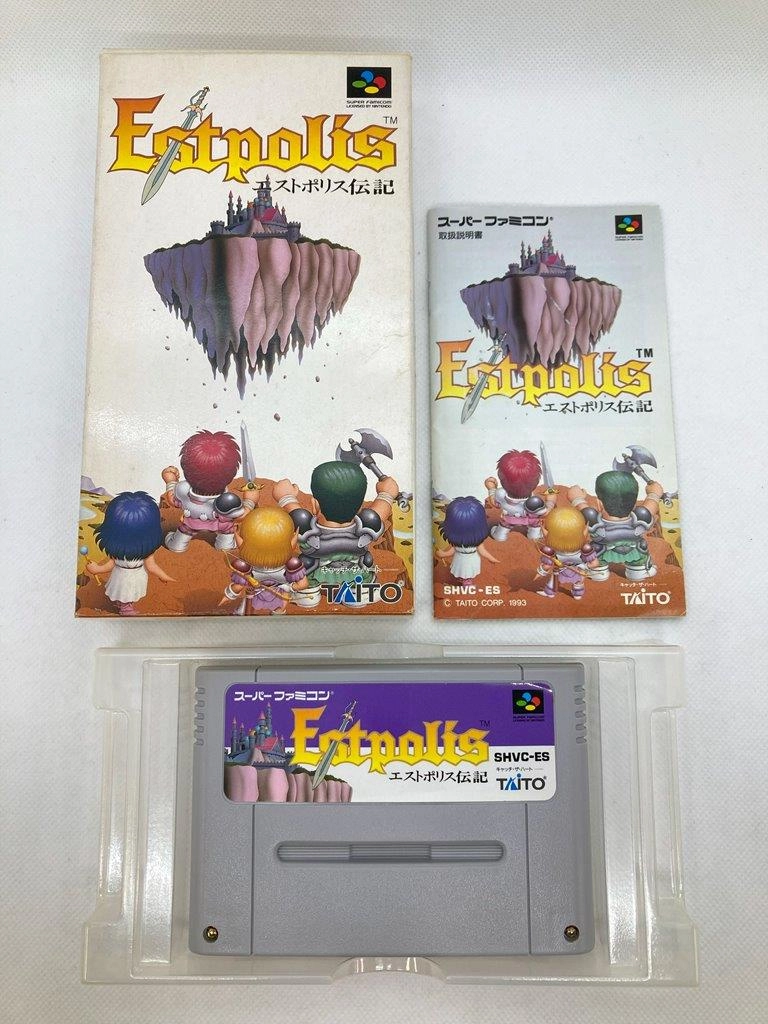 SUPER FAMICOM
LICENSED BY NINTENDO
Estpolis TM
エストポリス伝記
キャッチ・ザ・ハート
TAITO
スーパー ファミコン®
取扱説明書
Estpolis TM
エストポリス伝記
SHVC-ES
© TAITO CORP. 1993
キャッチ・ザ・ハート
TAITO®
スーパー ファミコン®
SUPER FAMICOM
Estpolis TM
エストポリス伝記
SHVC-ES
キャッチ・ザ・ハート
TAITO®